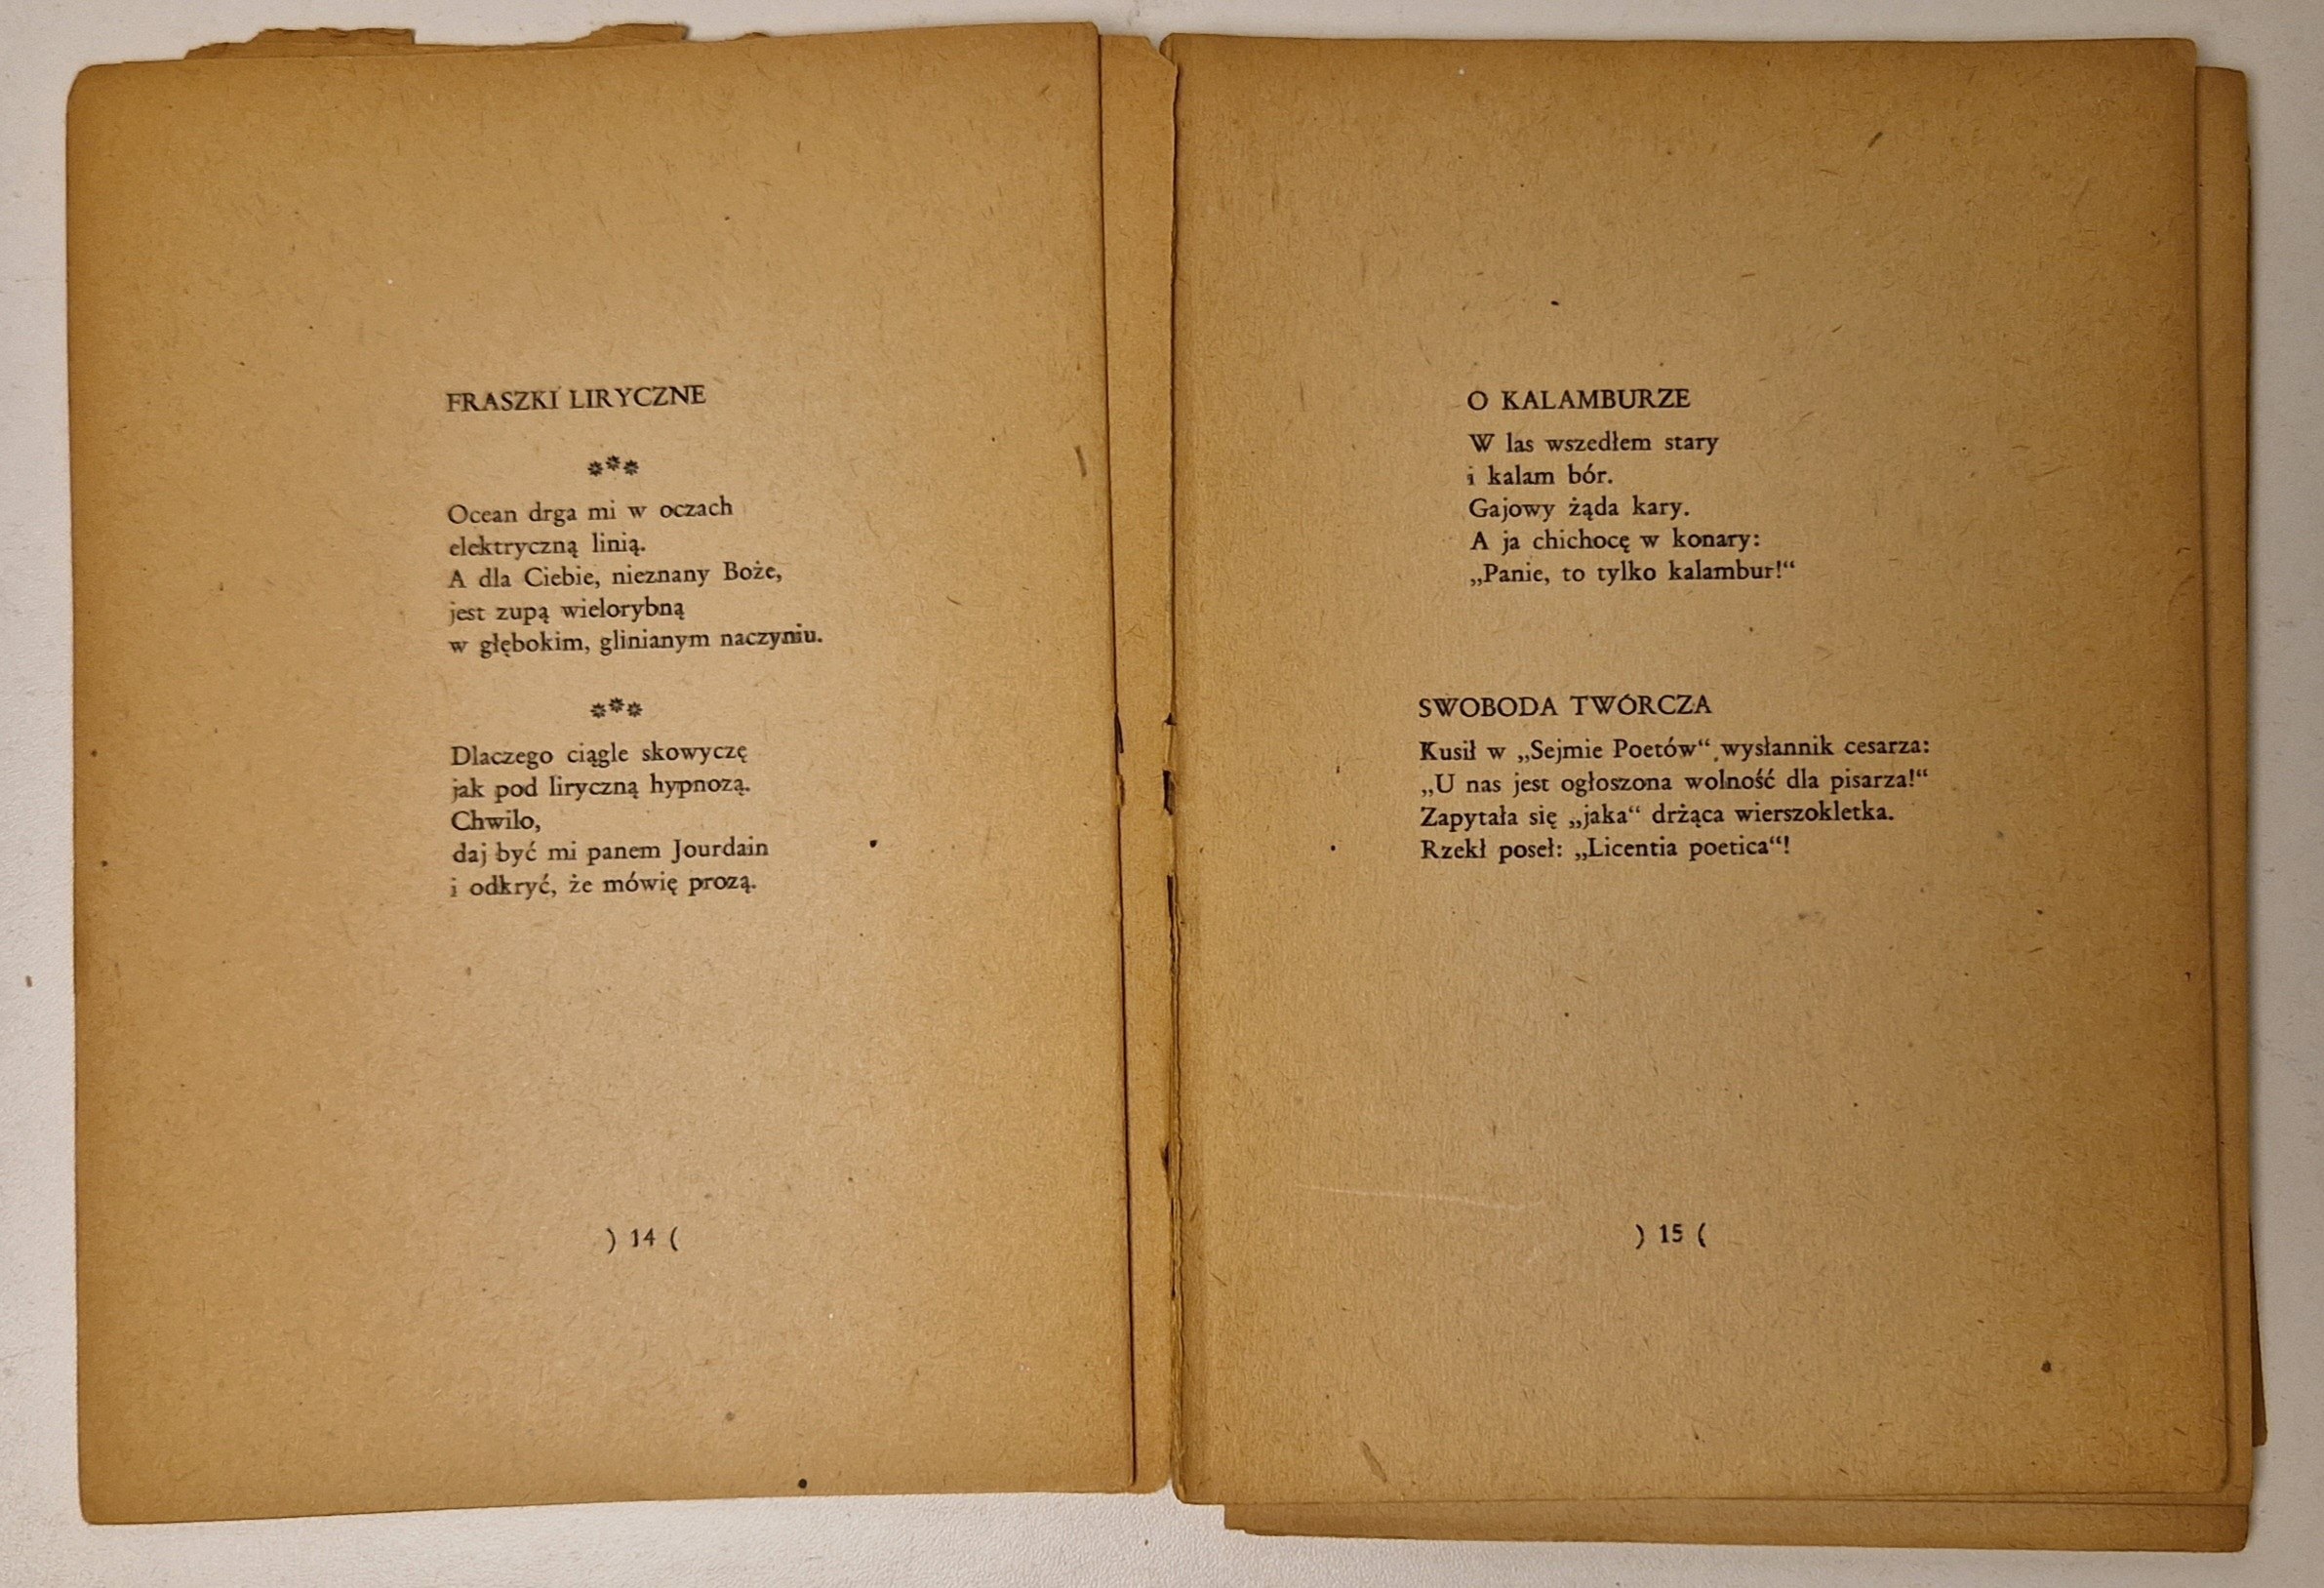 FRASZKI LIRYCZNE
***
Ocean drga mi w oczach
elektryczną linią.
A dla Ciebie, nieznany Boże,
jest zupą wielorybną
w głębokim, glinianym naczyniu.
***
Dlaczego ciągle skowyczę
jak pod liryczną hypnozą.
Chwilo,
daj być mi panem Jourdain
i odkryć, że mówię prozą.
) 14 (
O KALAMBURZE
W las wszedłem stary
i kalam bór.
Gajowy żąda kary.
A ja chichocę w konary:
„Panie, to tylko kalambur!“
SWOBODA TWÓRCZA
Kusił w „Sejmie Poetów“ wysłannik cesarza:
„U nas jest ogłoszona wolność dla pisarza!“
Zapytała się „jaka“ drżąca wierszokletka.
Rzekł poseł: „Licentia poetica“!
) 15 (